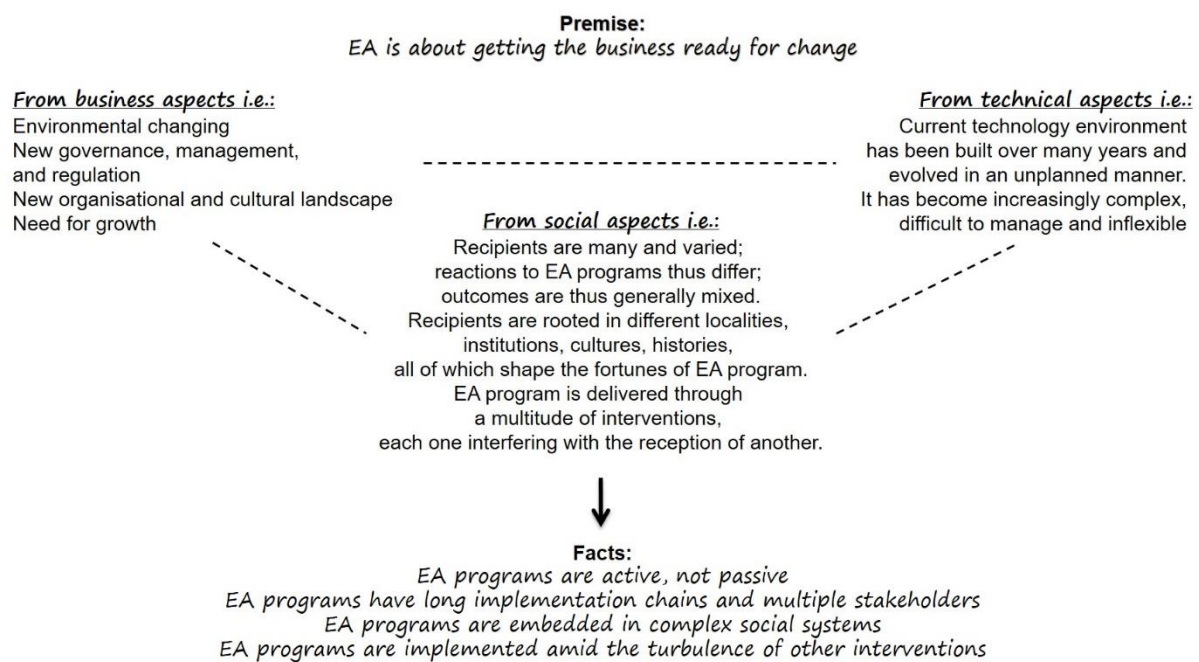 Premise:
EA is about getting the business ready for change
From business aspects i.e.:
Environmental changing
New governance, management,
and regulation
New organisational and cultural landscape
Need for growth
From technical aspects i.e.:
Current technology environment
has been built over many years and
evolved in an unplanned manner.
It has become increasingly complex,
difficult to manage and inflexible
From social aspects i.e.:
Recipients are many and varied;
reactions to EA programs thus differ;
outcomes are thus generally mixed.
Recipients are rooted in different localities,
institutions, cultures, histories,
all of which shape the fortunes of EA program.
EA program is delivered through
a multitude of interventions,
each one interfering with the reception of another.
Facts:
EA programs are active, not passive
EA programs have long implementation chains and multiple stakeholders
EA programs are embedded in complex social systems
EA programs are implemented amid the turbulence of other interventions